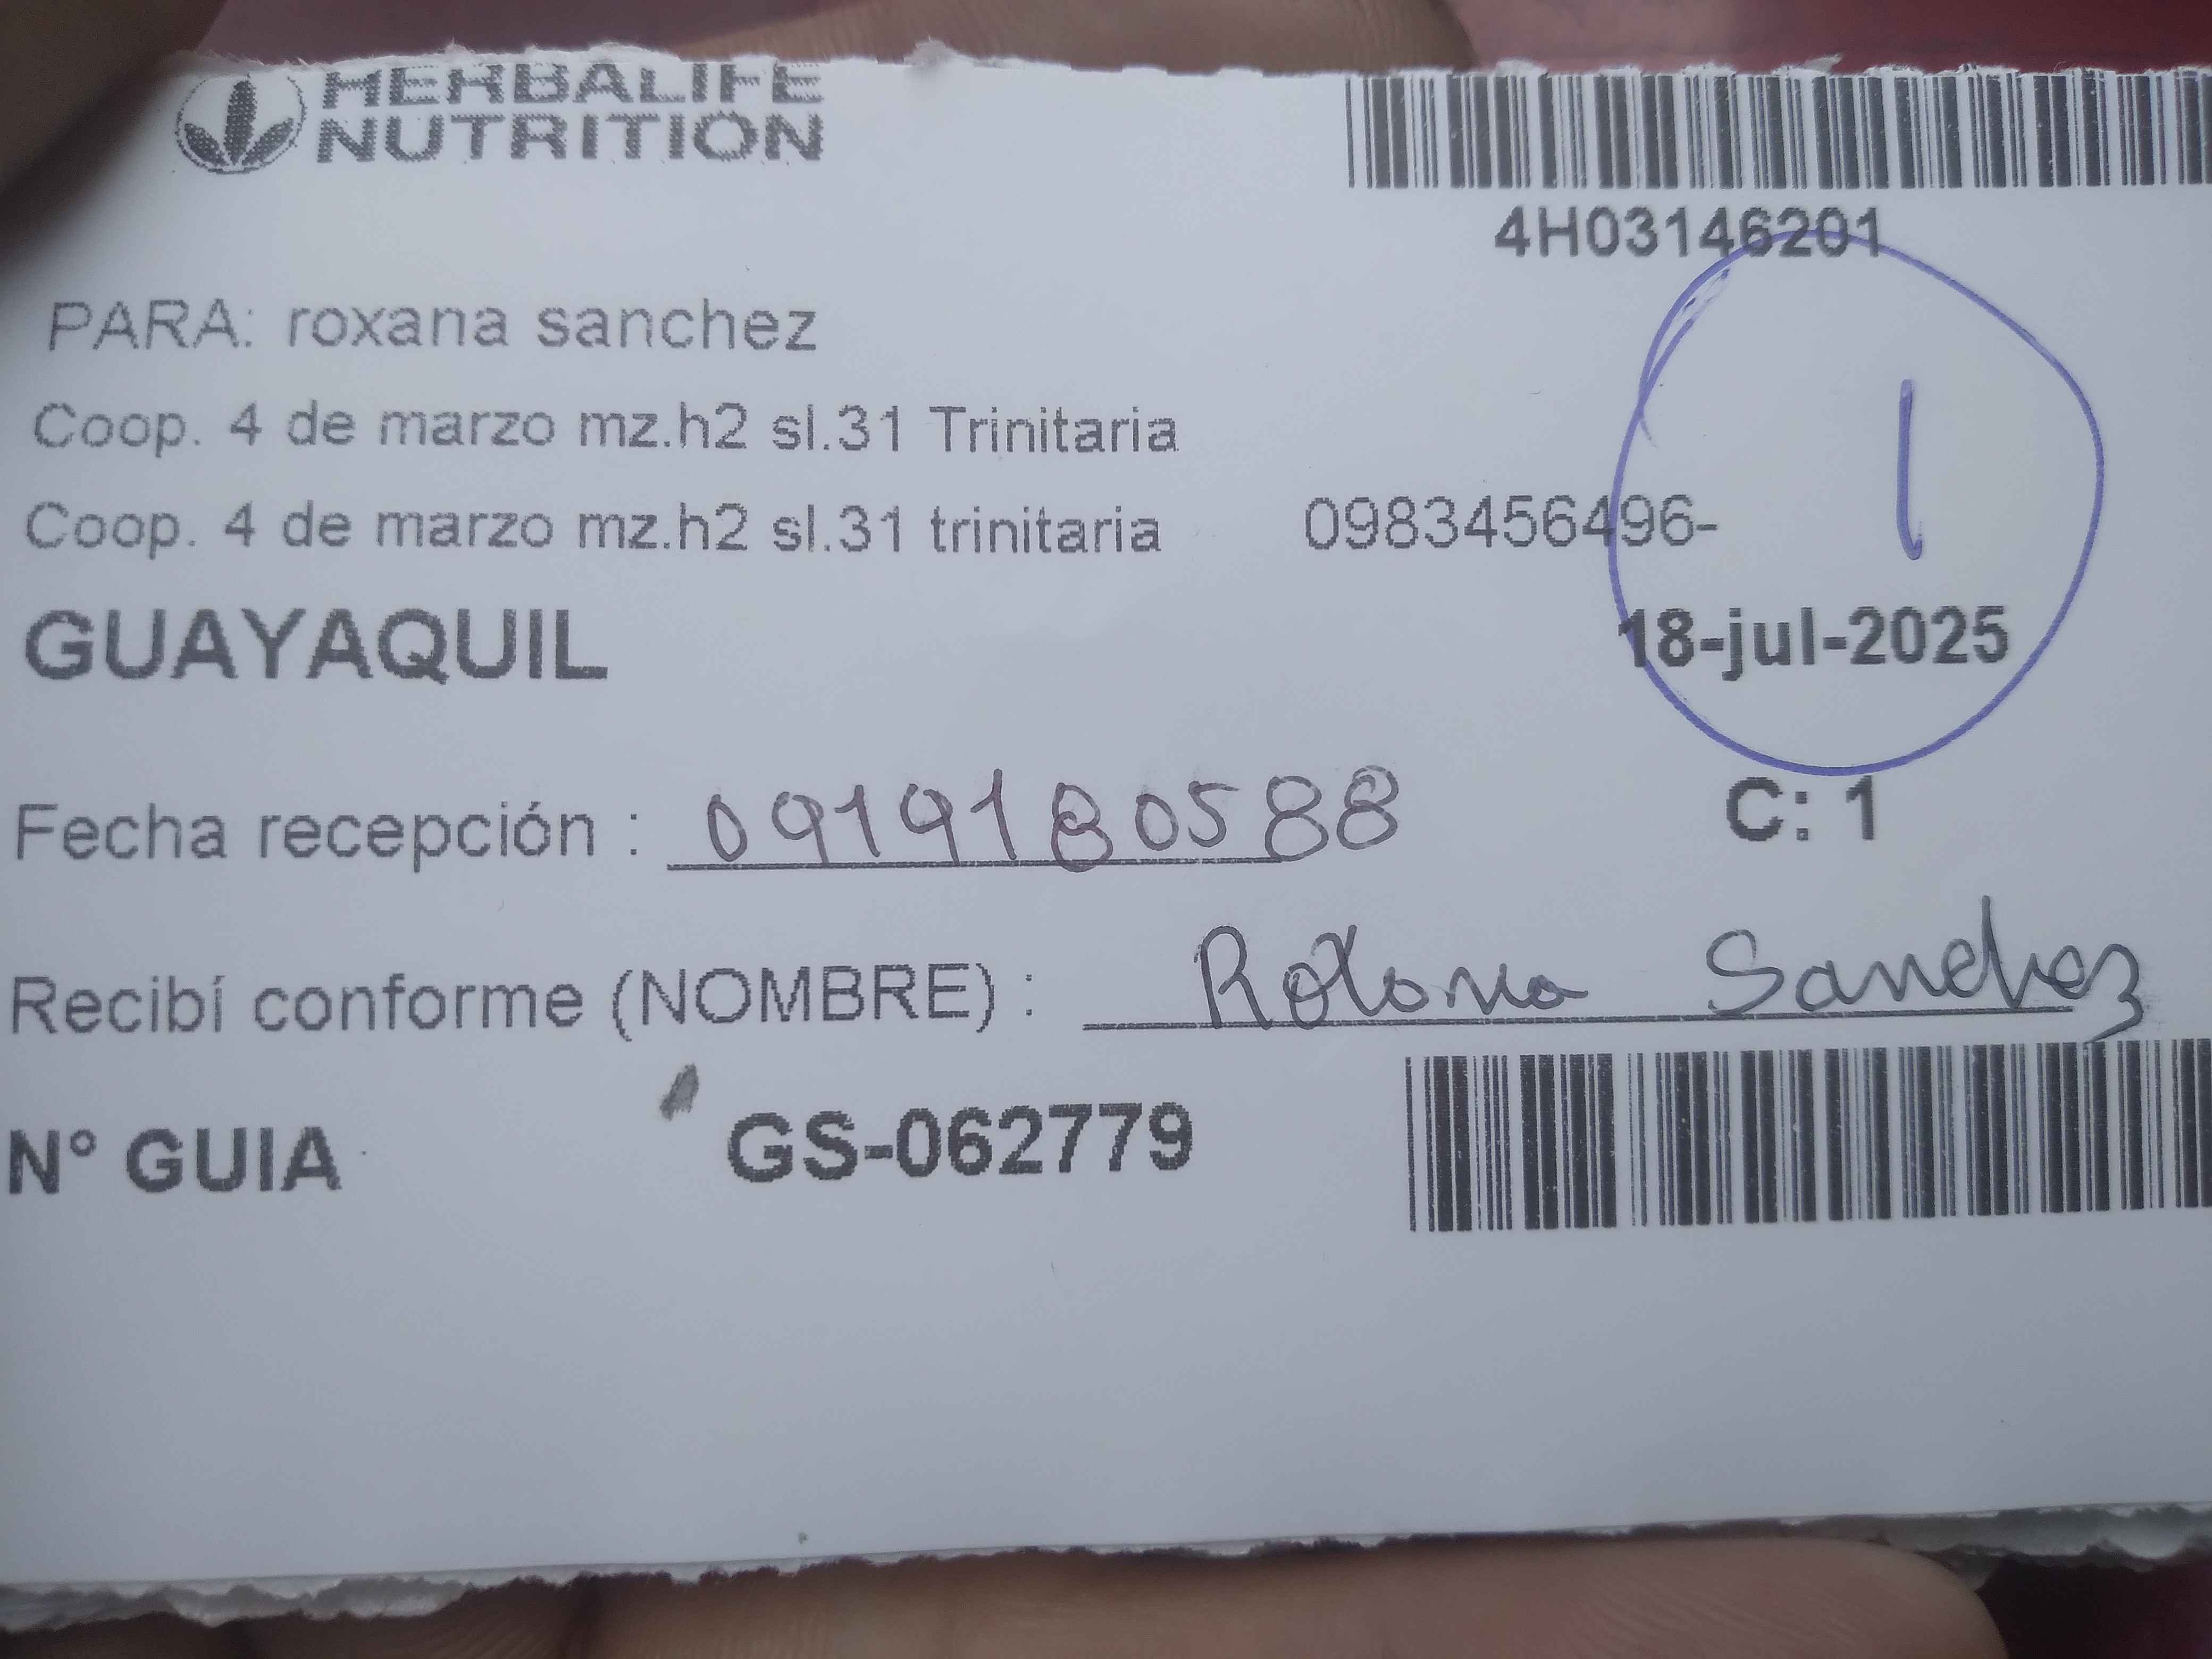 HERBALIFE
NUTRITION
4H03146201
PARA: roxana sanchez
Coop. 4 de marzo mz.h2 sl.31 Trinitaria
Coop. 4 de marzo mz.h2 sl.31 trinitaria 0983456496-
1
GUAYAQUIL 18-jul-2025
Fecha recepción : 0919180588 C: 1
Recibí conforme (NOMBRE) : Roxana Sanchez
N° GUIA GS-062779